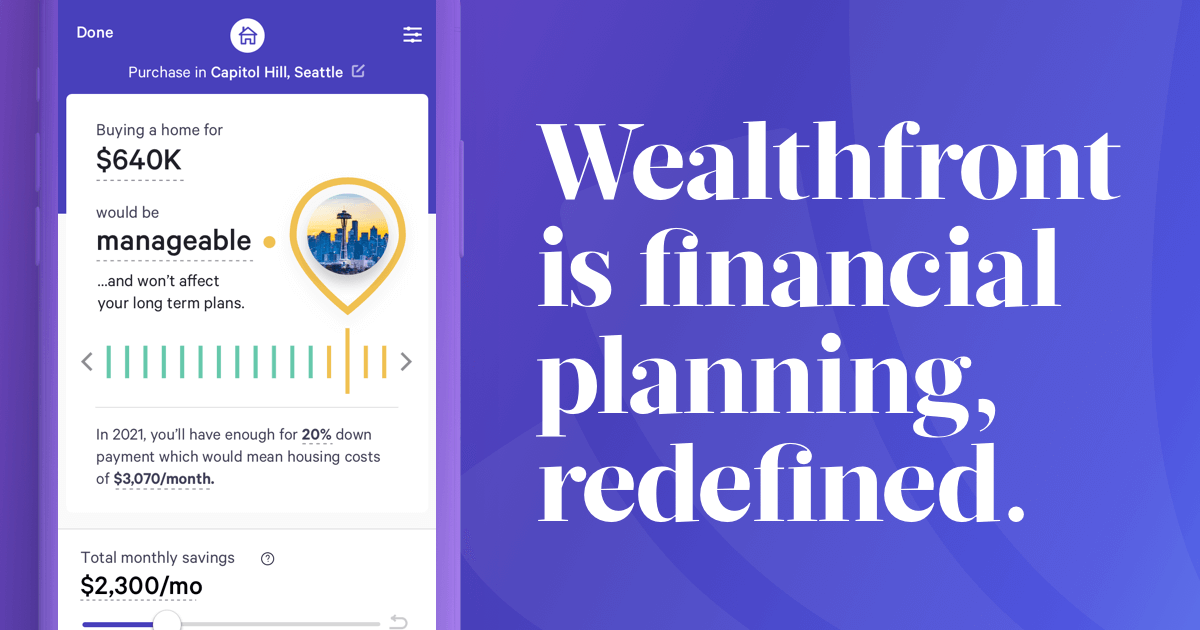 Done
Purchase in Capitol Hill, Seattle
Buying a home for
$640K
would be
manageable
...and won’t affect
your long term plans.
In 2021, you’ll have enough for 20% down
payment which would mean housing costs
of $3,070/month.
Total monthly savings ?
$2,300/mo
Wealthfront
is financial
planning,
redefined.